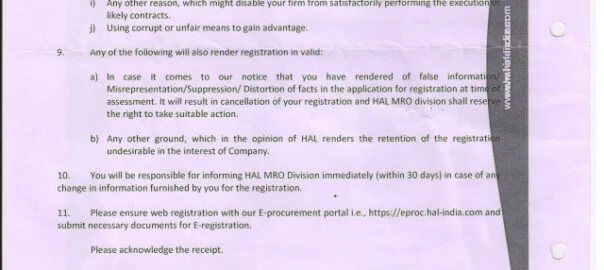 i) Any other reason, which might disable your firm from satisfactorily performing the execution of
likely contracts.
j) Using corrupt or unfair means to gain advantage.
9. Any of the following will also render registration in valid:
a) In case it comes to our notice that you have rendered of false information/
Misrepresentation/Suppression/ Distortion of facts in the application for registration at time of
assessment. It will result in cancellation of your registration and HAL MRO division shall reserve
the right to take suitable action.
b) Any other ground, which in the opinion of HAL renders the retention of the registration
undesirable in the interest of Company.
10. You will be responsible for informing HAL MRO Division immediately (within 30 days) in case of any
change in information furnished by you for the registration.
11. Please ensure web registration with our E-procurement portal i.e., https://eproc.hal-india.com and
submit necessary documents for E-registration.
Please acknowledge the receipt.